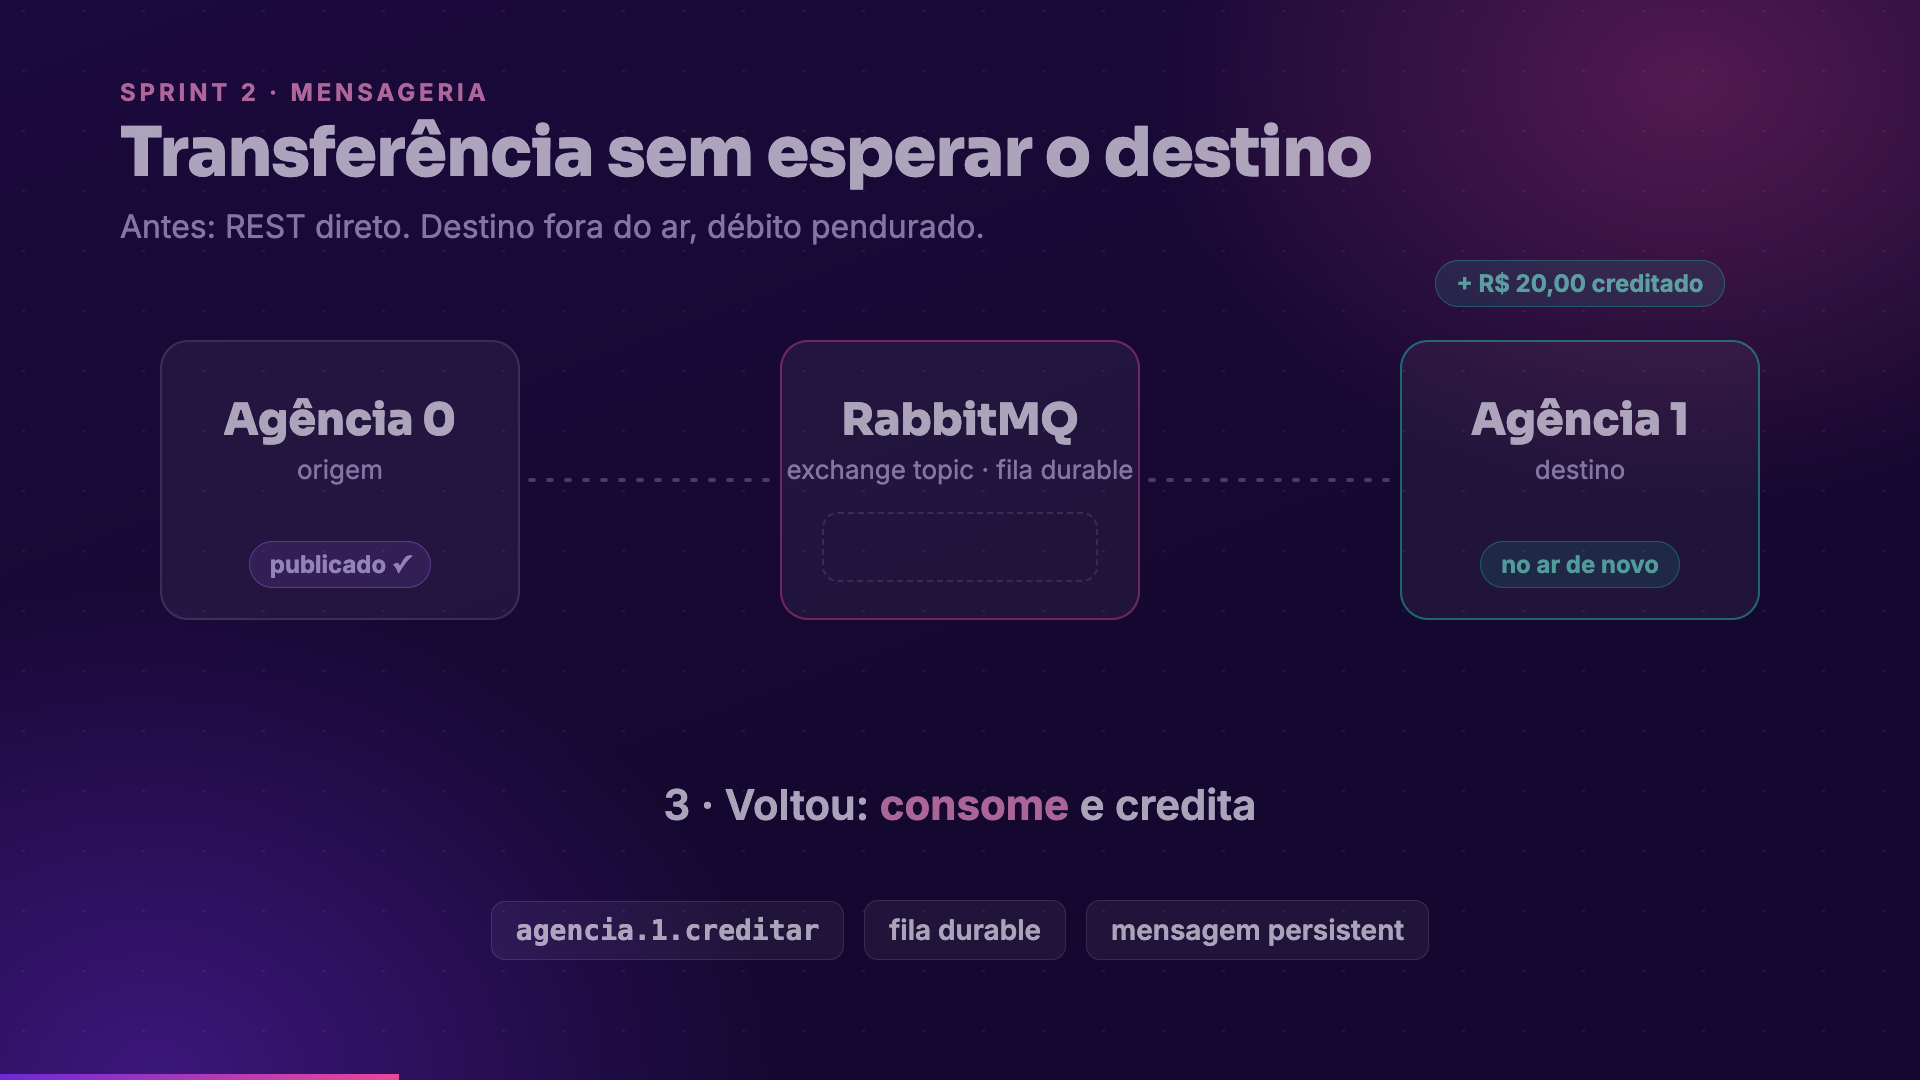 SPRINT 2 · MENSAGERIA
Transferência sem esperar o destino
Antes: REST direto. Destino fora do ar, débito pendurado.
+ R$ 20,00 creditado
Agência 0
origem
publicado ✓
RabbitMQ
exchange topic · fila durable
Agência 1
destino
no ar de novo
3 · Voltou: consome e credita
agencia.1.creditar
fila durable
mensagem persistent